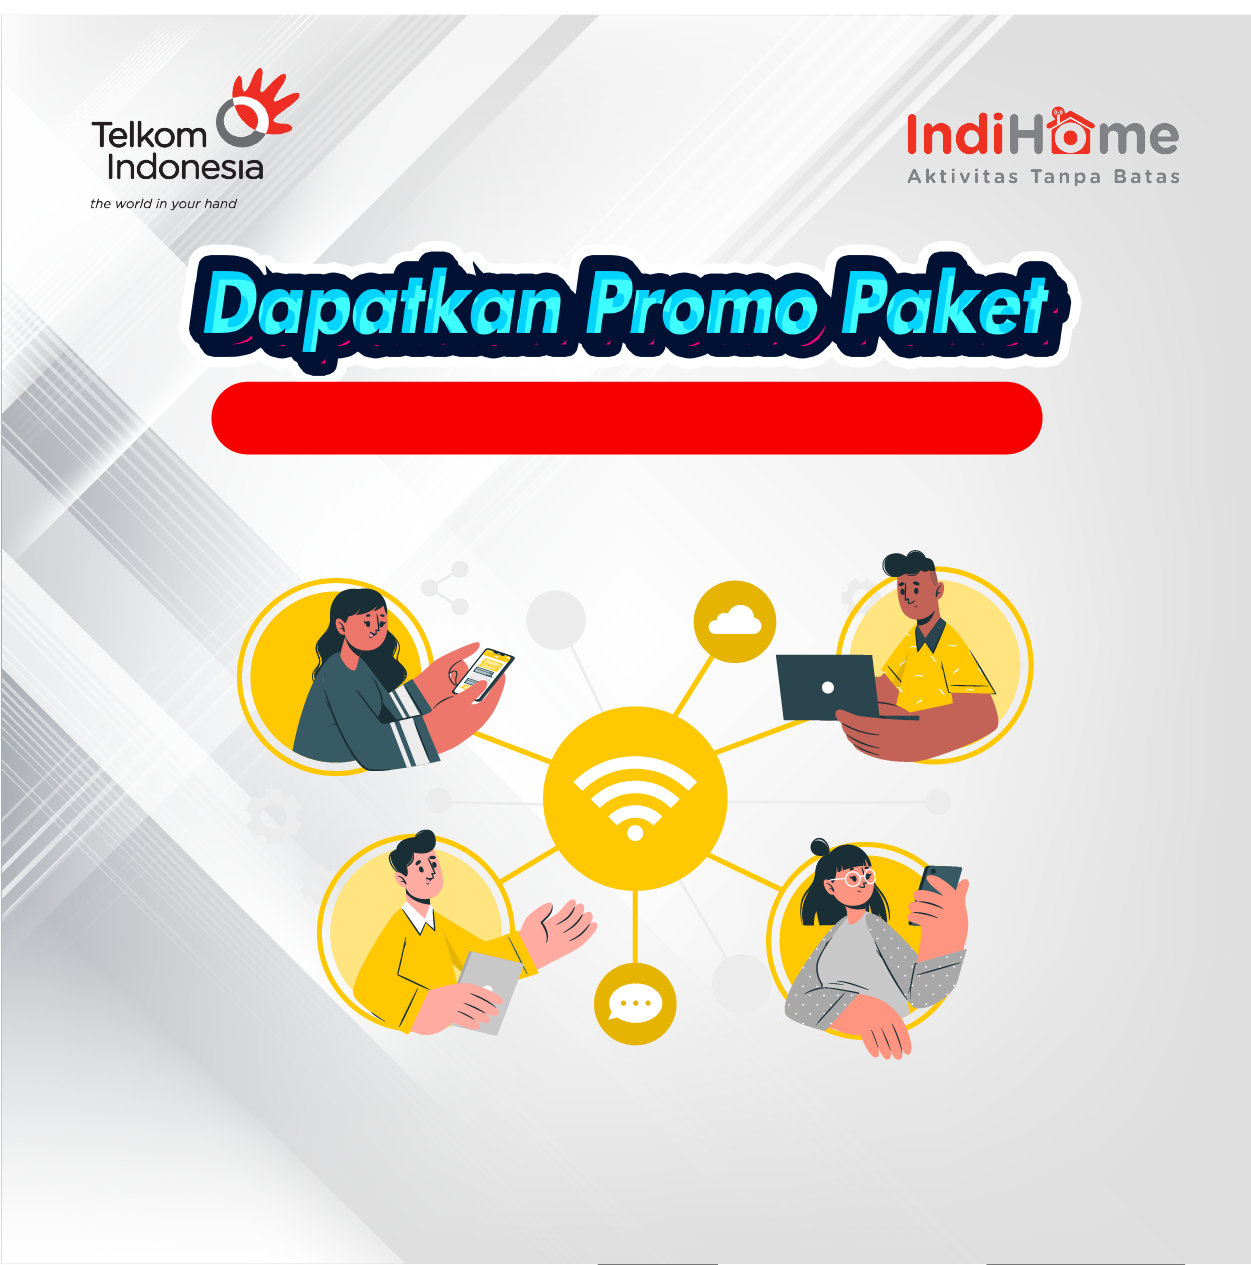 Telkom
Indonesia
the world in your hand
IndiHome
Aktivitas Tanpa Batas
Dapatkan Promo Paket